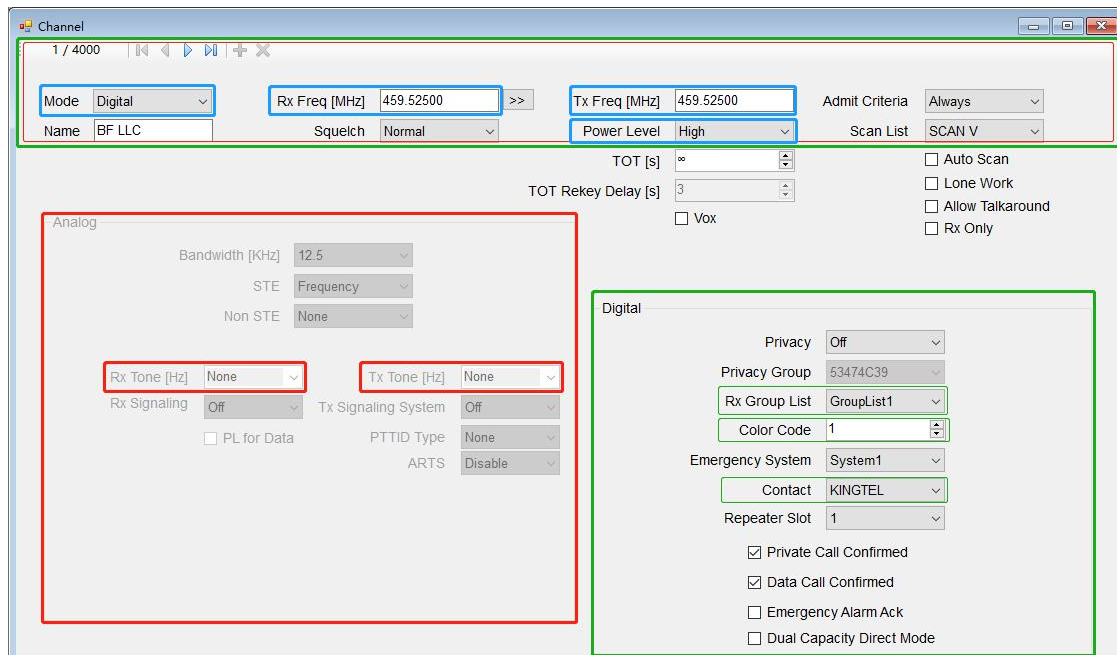 Channel
1 / 4000
Mode Digital Rx Freq [MHz] 459.52500 >> Tx Freq [MHz] 459.52500 Admit Criteria Always
Name BF LLC Squelch Normal Power Level High Scan List SCAN V
TOT [s] ∞ Auto Scan
TOT Rekey Delay [s] 3 Lone Work
Vox Allow Talkaround
Rx Only
Analog
Bandwidth [KHz] 12.5
STE Frequency
Non STE None
Rx Tone [Hz] None Tx Tone [Hz] None
Rx Signaling Off Tx Signaling System Off
PL for Data PTTID Type None
ARTS Disable
Digital
Privacy Off
Privacy Group 53474C39
Rx Group List GroupList1
Color Code 1
Emergency System System1
Contact KINGTEL
Repeater Slot 1
Private Call Confirmed
Data Call Confirmed
Emergency Alarm Ack
Dual Capacity Direct Mode